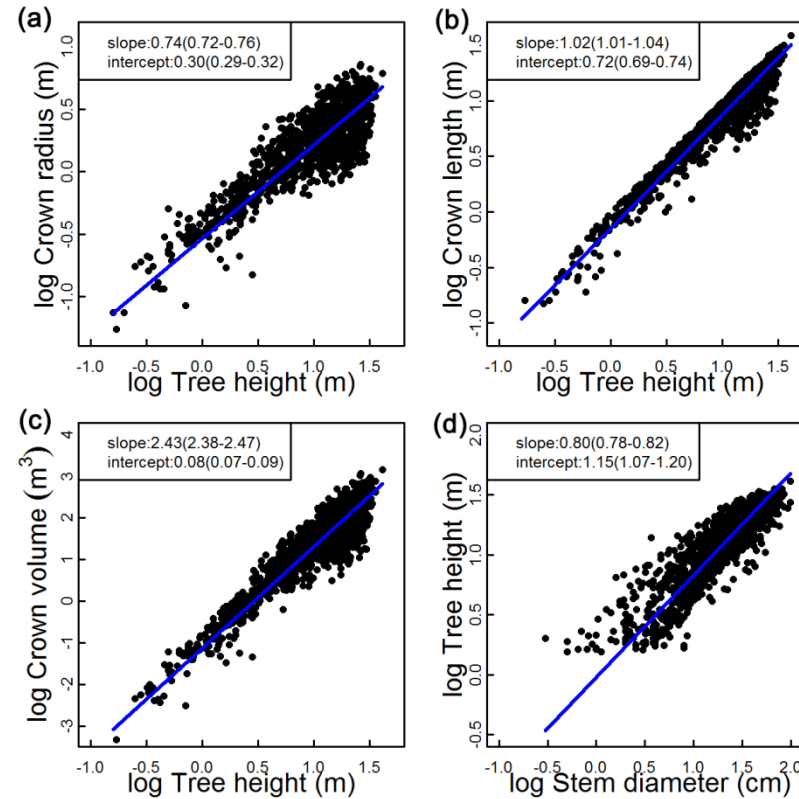 (a)
slope:0.74(0.72-0.76)
intercept:0.30(0.29-0.32)
log Crown radius (m)
1.0
0.5
0.0
-0.5
-1.0
-1.0 0.0 0.5 1.0 1.5
log Tree height (m)
(b)
slope:1.02(1.01-1.04)
intercept:0.72(0.69-0.74)
log Crown length (m)
1.5
1.0
0.5
0.0
-0.5
-1.0
-1.0 0.0 0.5 1.0 1.5
log Tree height (m)
(c)
slope:2.43(2.38-2.47)
intercept:0.08(0.07-0.09)
log Crown volume (m³)
4
3
2
1
0
-1
-2
-3
-1.0 0.0 0.5 1.0 1.5
log Tree height (m)
(d)
slope:0.80(0.78-0.82)
intercept:1.15(1.07-1.20)
log Tree height (m)
2.0
1.5
1.0
0.5
0.0
-0.5
-1.0 0.0 0.5 1.0 1.5 2.0
log Stem diameter (cm)